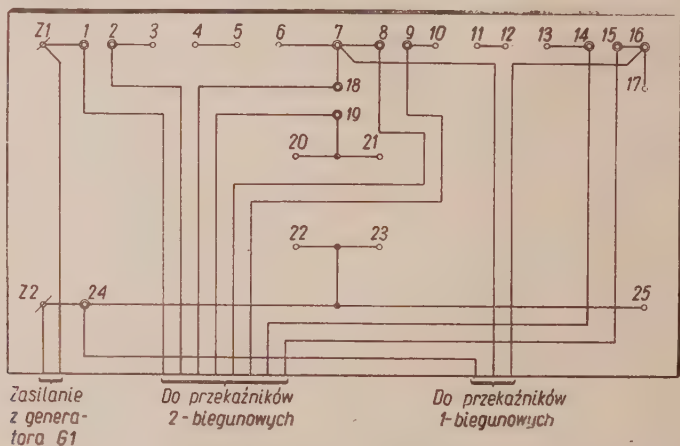 Z1 1 2 3 4 5 6 7 8 9 10 11 12 13 14 15 16
18 17
19
20 21
22 23
Z2 24 25
Zasilanie
z genera-
tora G1
Do przekaźników
2-biegunowych
Do przekaźników
1-biegunowych